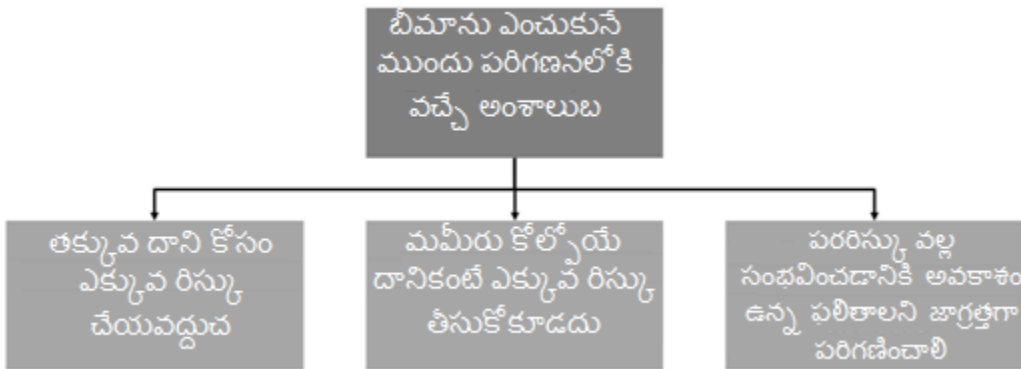 బీమాను ఎంచుకునే
ముందు పరిగణనలోకి
వచ్చే అంశాలుబ
తక్కువ దాని కోసం
ఎక్కువ రిస్కు
చేయవద్దుచ
మమీరు కోల్పోయే
దానికంటే ఎక్కువ రిస్కు
తీసుకోకూడదు
పరరిస్కు వల్ల
సంభవించడానికి అవకాశం
ఉన్న ఫలితాలని జాగ్రత్తగా
పరిగణించాలి